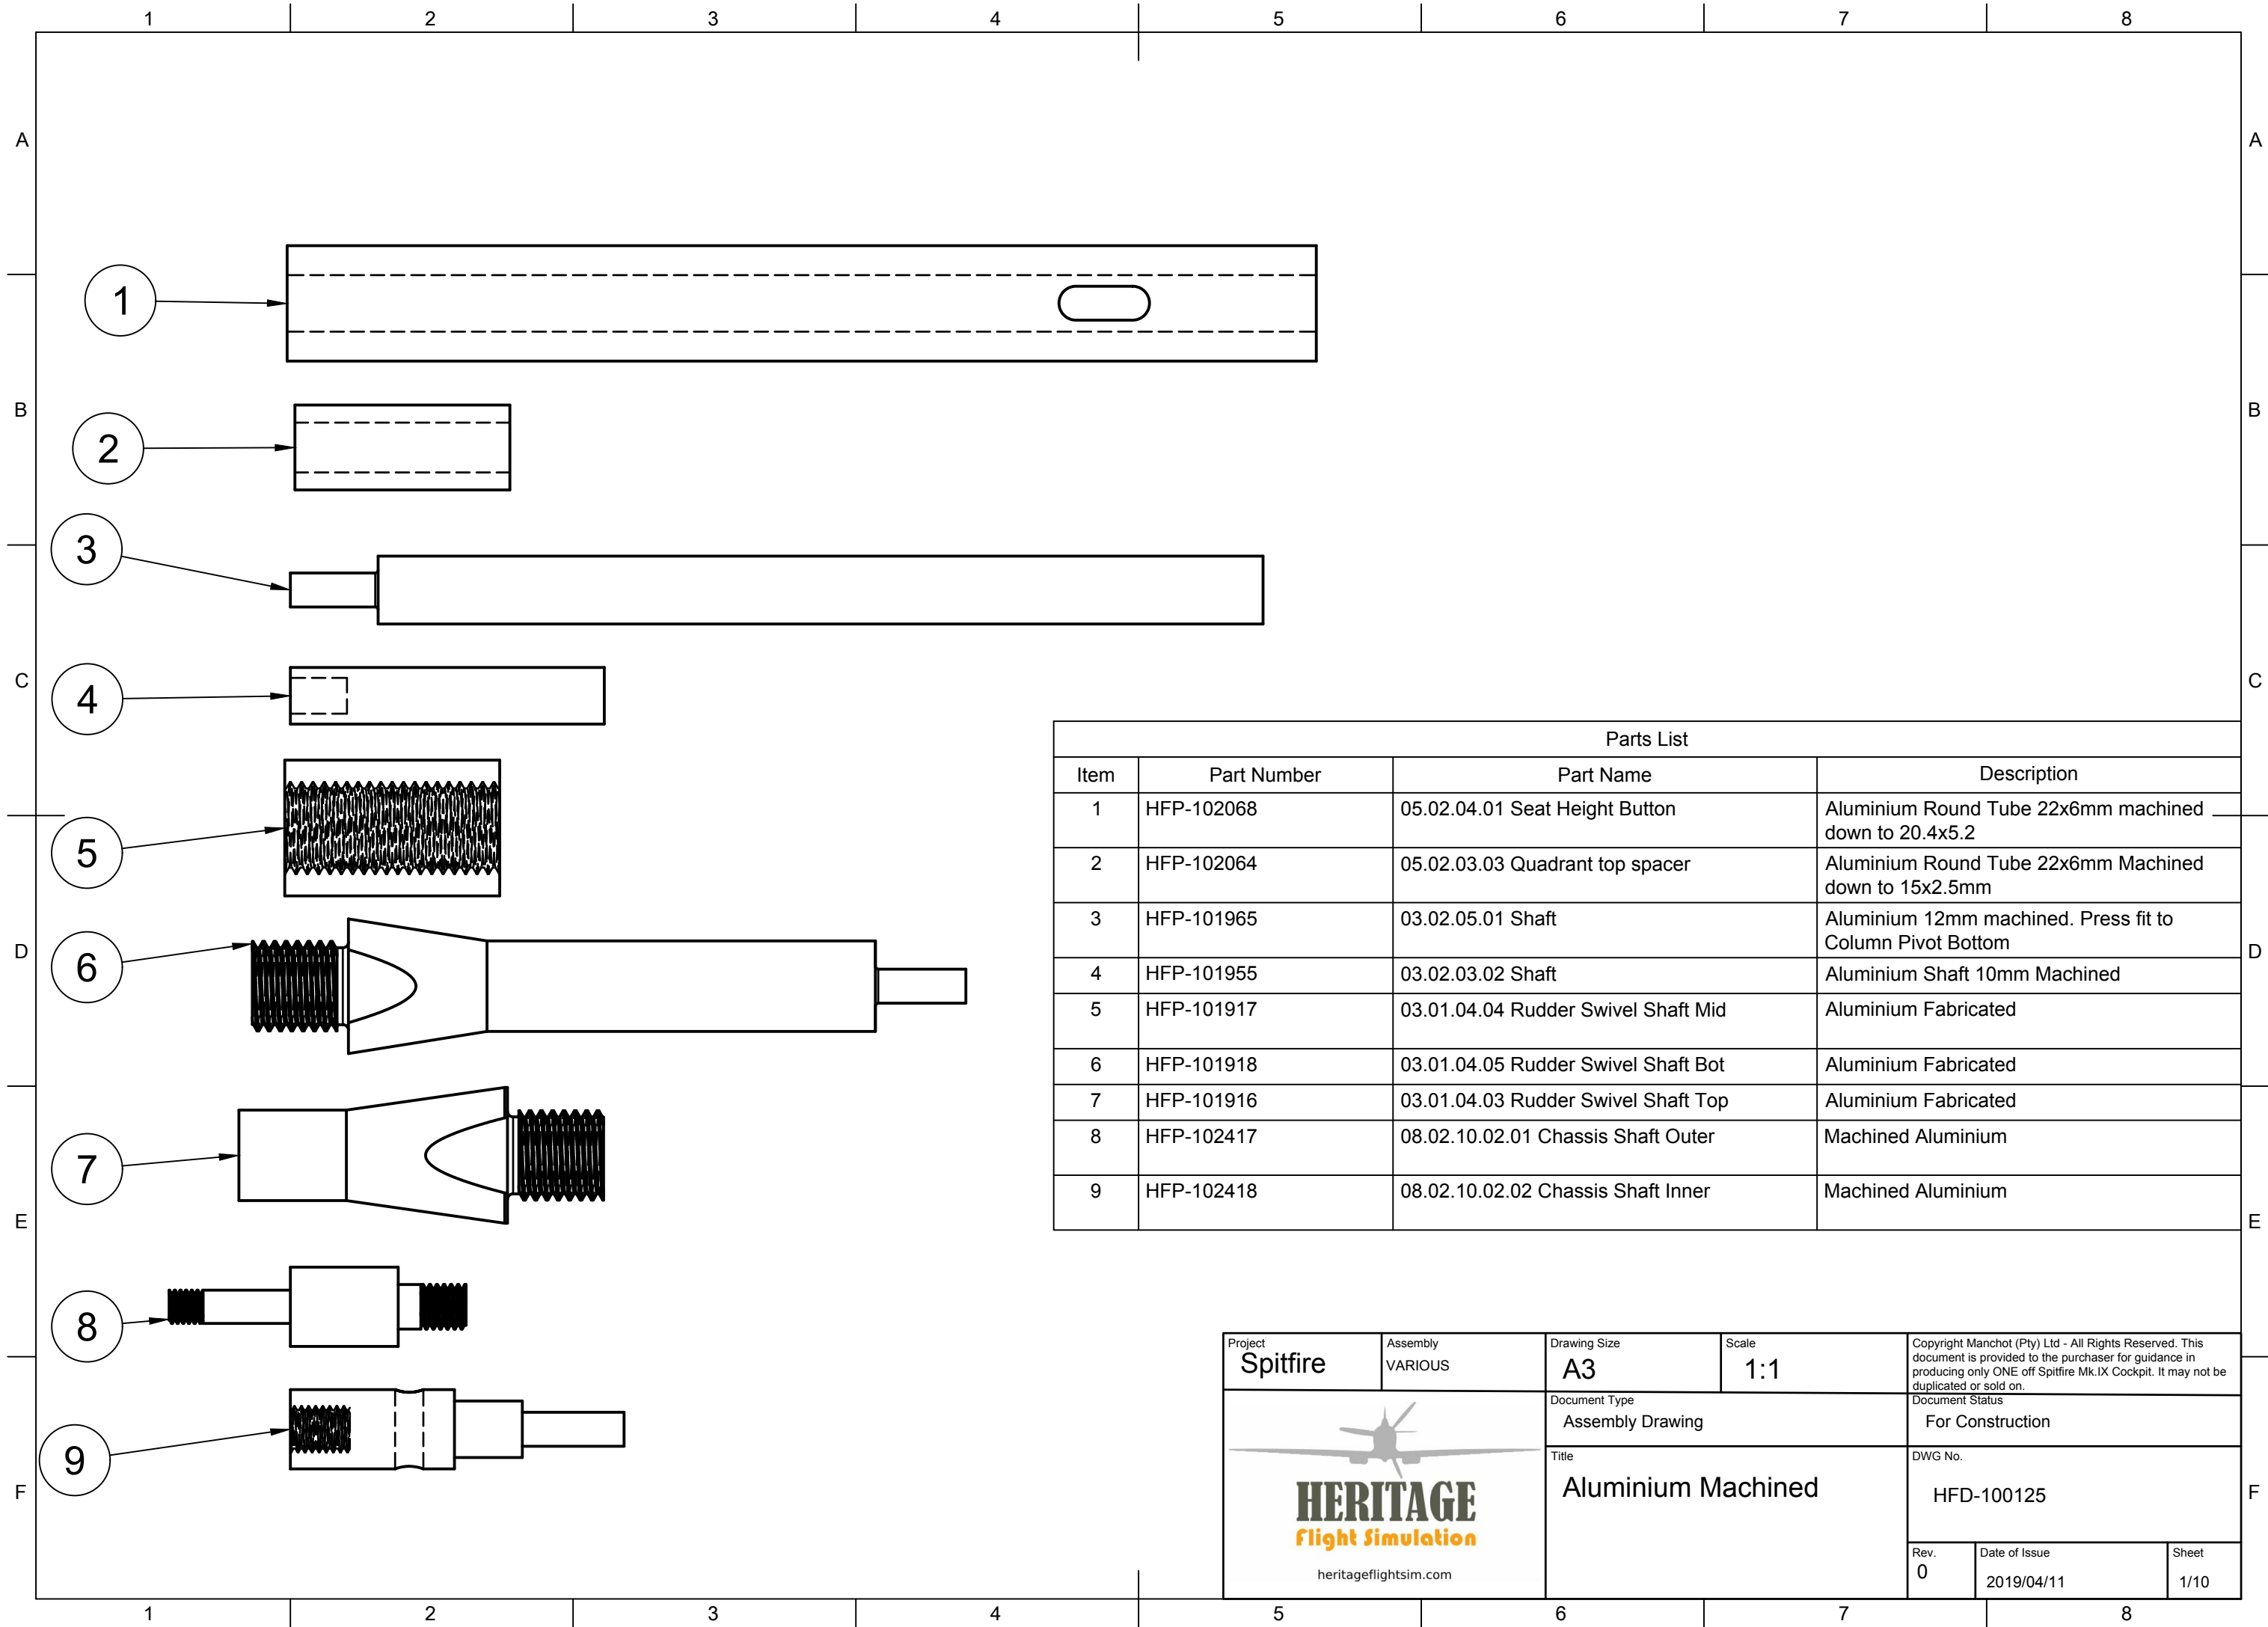 1 2 3 4 5 6 7 8
A A
1
B B
2
3
C C
4
5
6
D D
7
E E
8
9
F F
Parts List
Item Part Number Part Name Description
1 HFP-102068 05.02.04.01 Seat Height Button Aluminium Round Tube 22x6mm machined
down to 20.4x5.2
2 HFP-102064 05.02.03.03 Quadrant top spacer Aluminium Round Tube 22x6mm Machined
down to 15x2.5mm
3 HFP-101965 03.02.05.01 Shaft Aluminium 12mm machined. Press fit to
Column Pivot Bottom
4 HFP-101955 03.02.03.02 Shaft Aluminium Shaft 10mm Machined
5 HFP-101917 03.01.04.04 Rudder Swivel Shaft Mid Aluminium Fabricated
6 HFP-101918 03.01.04.05 Rudder Swivel Shaft Bot Aluminium Fabricated
7 HFP-101916 03.01.04.03 Rudder Swivel Shaft Top Aluminium Fabricated
8 HFP-102417 08.02.10.02.01 Chassis Shaft Outer Machined Aluminium
9 HFP-102418 08.02.10.02.02 Chassis Shaft Inner Machined Aluminium
Project
Spitfire
Assembly
VARIOUS
Drawing Size
A3
Scale
1:1
Copyright Manchot (Pty) Ltd - All Rights Reserved. This
document is provided to the purchaser for guidance in
producing only ONE off Spitfire Mk.IX Cockpit. It may not be
duplicated or sold on.
Document Type
Assembly Drawing
Document Status
For Construction
Title
Aluminium Machined
DWG No.
HFD-100125
HERITAGE
Flight Simulation
heritageflightsim.com
Rev.
0
Date of Issue
2019/04/11
Sheet
1/10
1 2 3 4 5 6 7 8